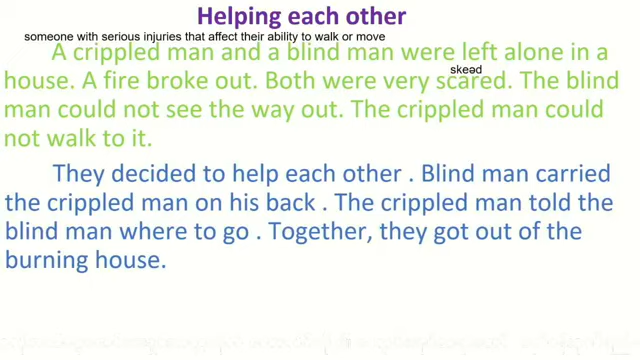 Helping each other
someone with serious injuries that affect their ability to walk or move
A crippled man and a blind man were left alone in a
house. A fire broke out. Both were very scared. The blind
skeəd
man could not see the way out. The crippled man could
not walk to it.
They decided to help each other . Blind man carried
the crippled man on his back . The crippled man told the
blind man where to go . Together, they got out of the
burning house.